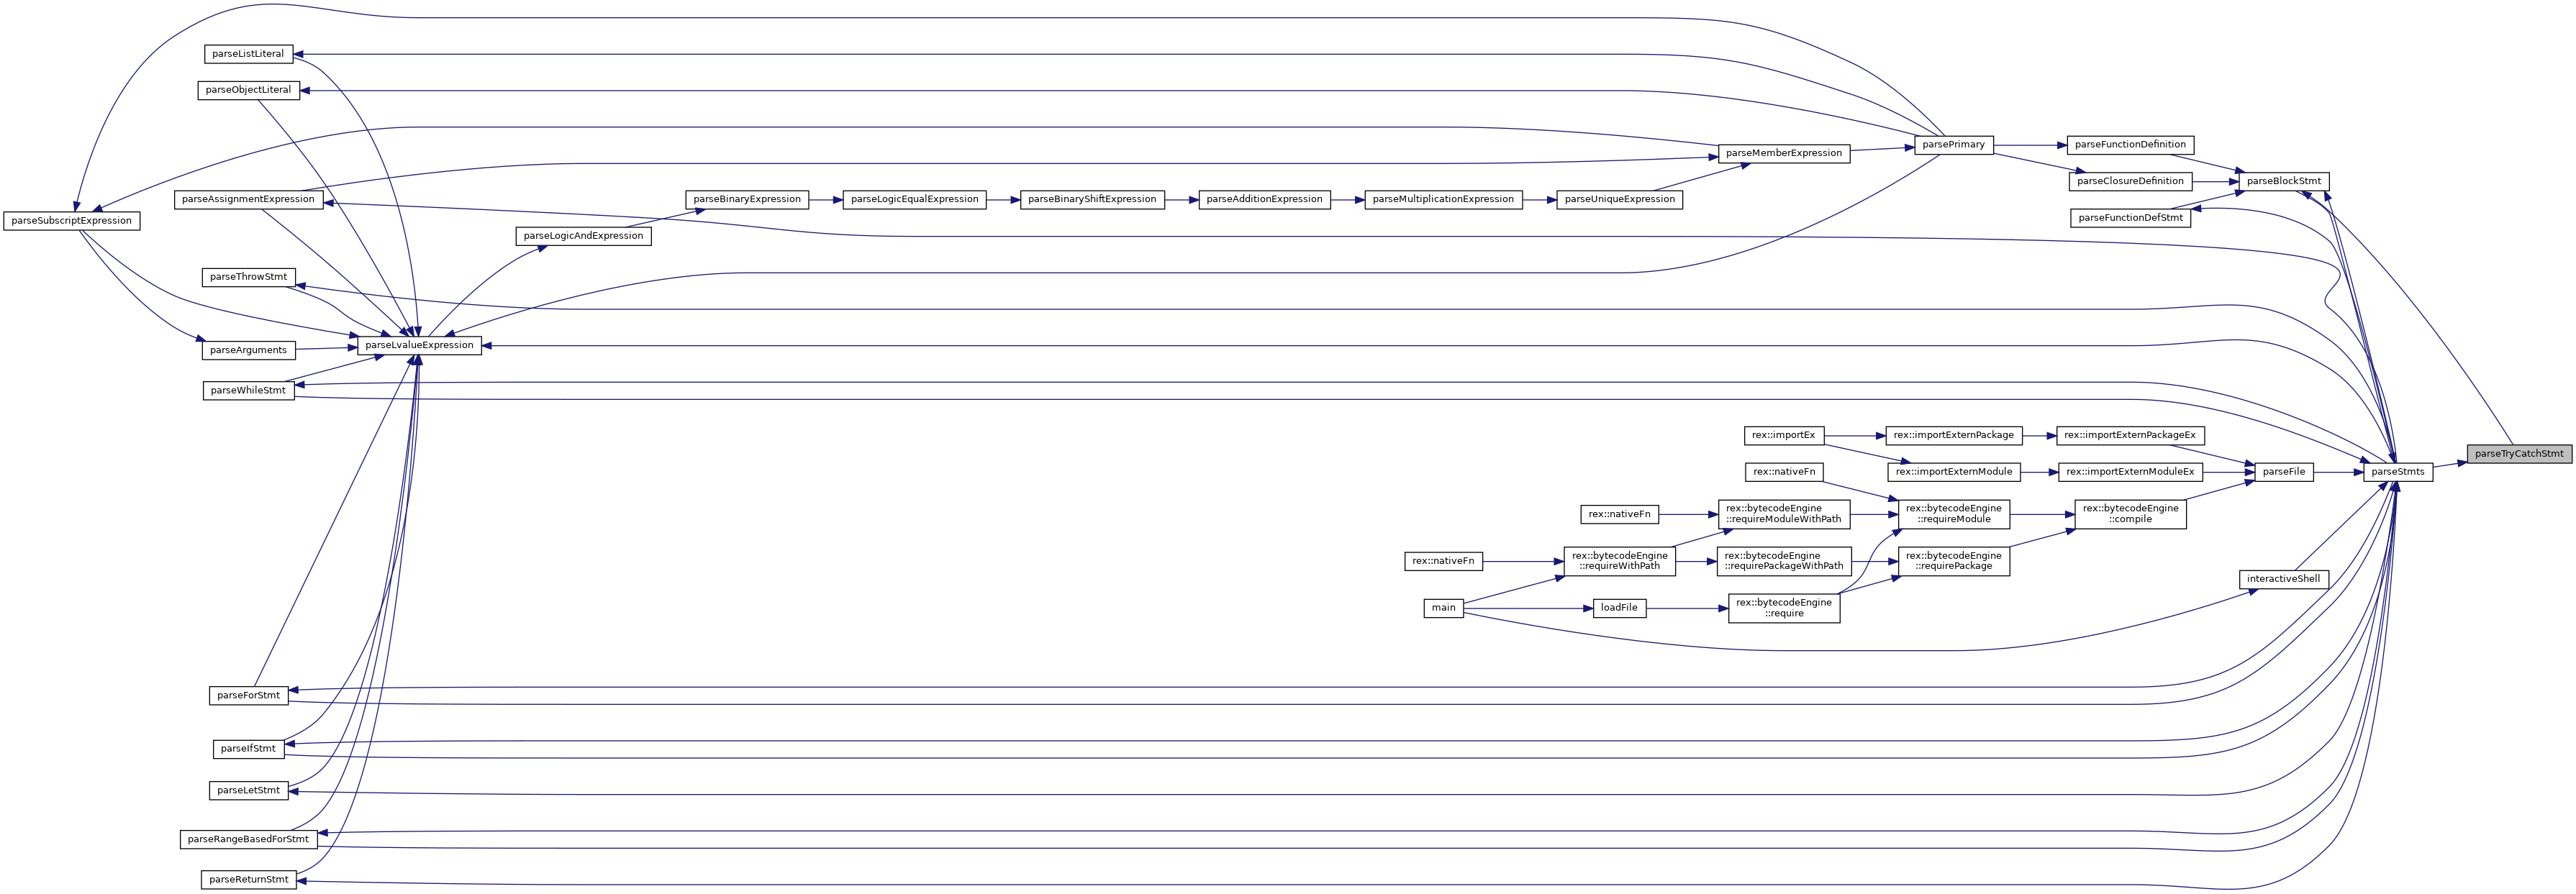 parseListLiteral
parseObjectLiteral
parsePrimary
parseFunctionDefinition
parseMemberExpression
parseClosureDefinition
parseBlockStmt
parseAssignmentExpression
parseBinaryExpression
parseLogicEqualExpression
parseBinaryShiftExpression
parseAdditionExpression
parseMultiplicationExpression
parseUniqueExpression
parseSubscriptExpression
parseFunctionDefStmt
parseLogicAndExpression
parseThrowStmt
parseLvalueExpression
parseArguments
parseWhileStmt
rex::importEx
rex::importExternPackage
rex::importExternPackageEx
parseTryCatchStmt
rex::nativeFn
rex::importExternModule
rex::importExternModuleEx
parseFile
parseStmts
rex::nativeFn
rex::bytecodeEngine
::requireModuleWithPath
rex::bytecodeEngine
::requireModule
rex::bytecodeEngine
::compile
rex::nativeFn
rex::bytecodeEngine
::requireWithPath
rex::bytecodeEngine
::requirePackageWithPath
rex::bytecodeEngine
::requirePackage
interactiveShell
main
loadFile
rex::bytecodeEngine
::require
parseForStmt
parseIfStmt
parseLetStmt
parseRangeBasedForStmt
parseReturnStmt